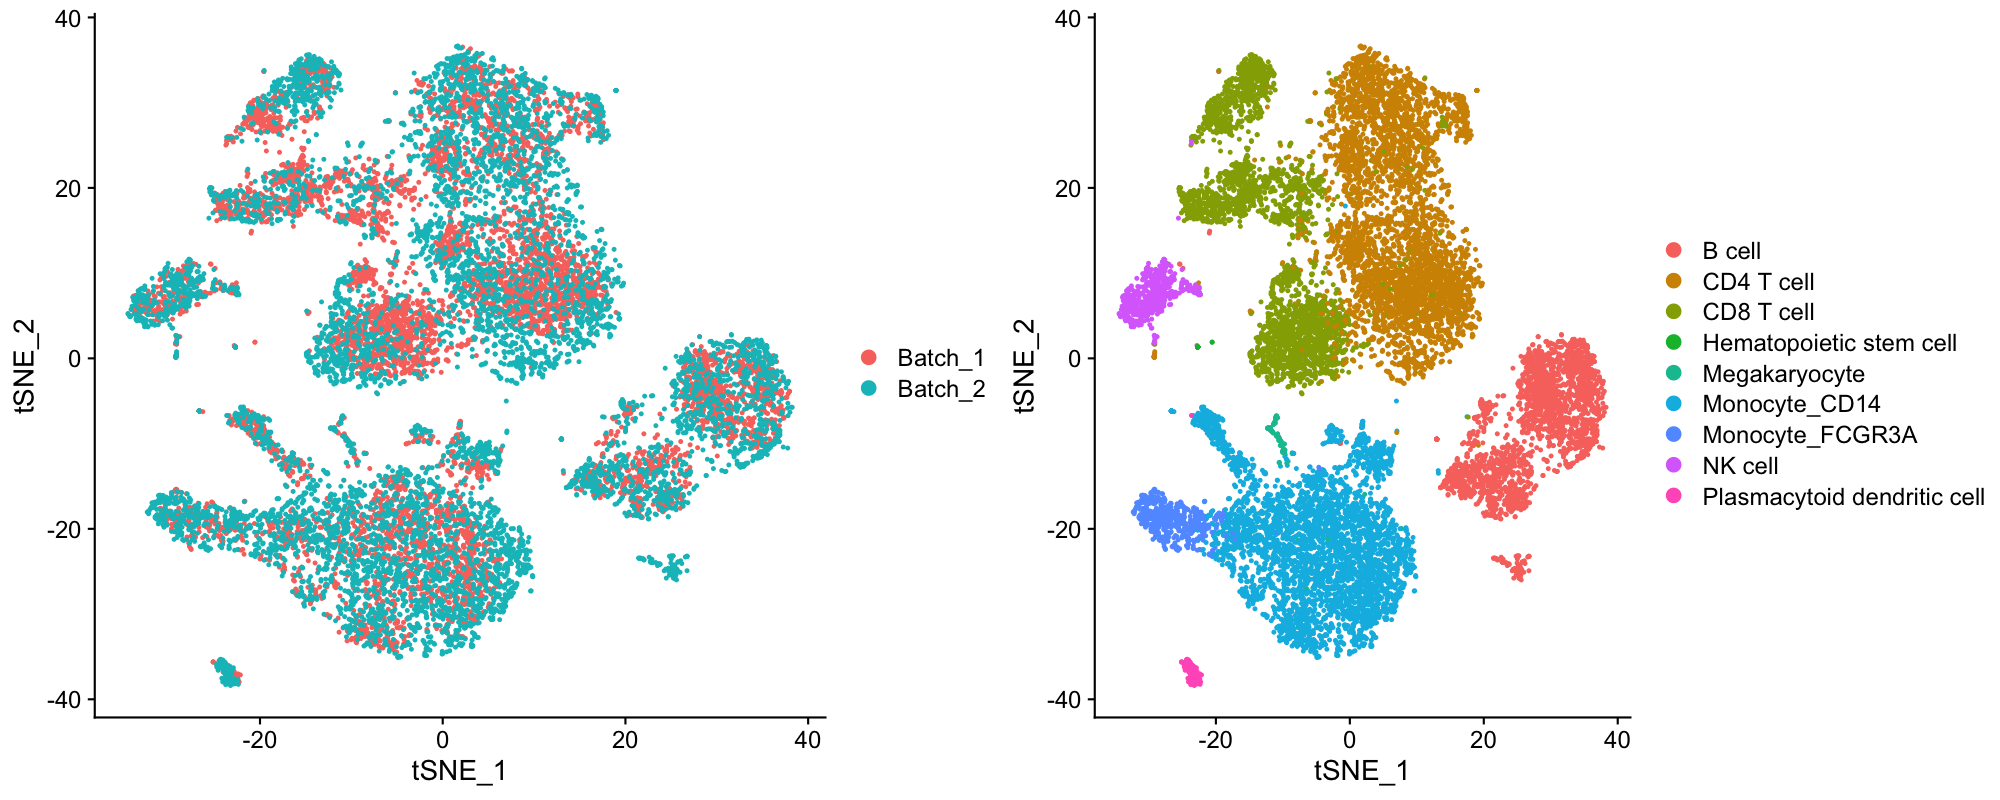 40
20
0
-20
-40
tSNE_2
-20
0
20
40
tSNE_1
Batch_1
Batch_2
40
20
0
-20
-40
tSNE_2
-20
0
20
40
tSNE_1
B cell
CD4 T cell
CD8 T cell
Hematopoietic stem cell
Megakaryocyte
Monocyte_CD14
Monocyte_FCGR3A
NK cell
Plasmacytoid dendritic cell